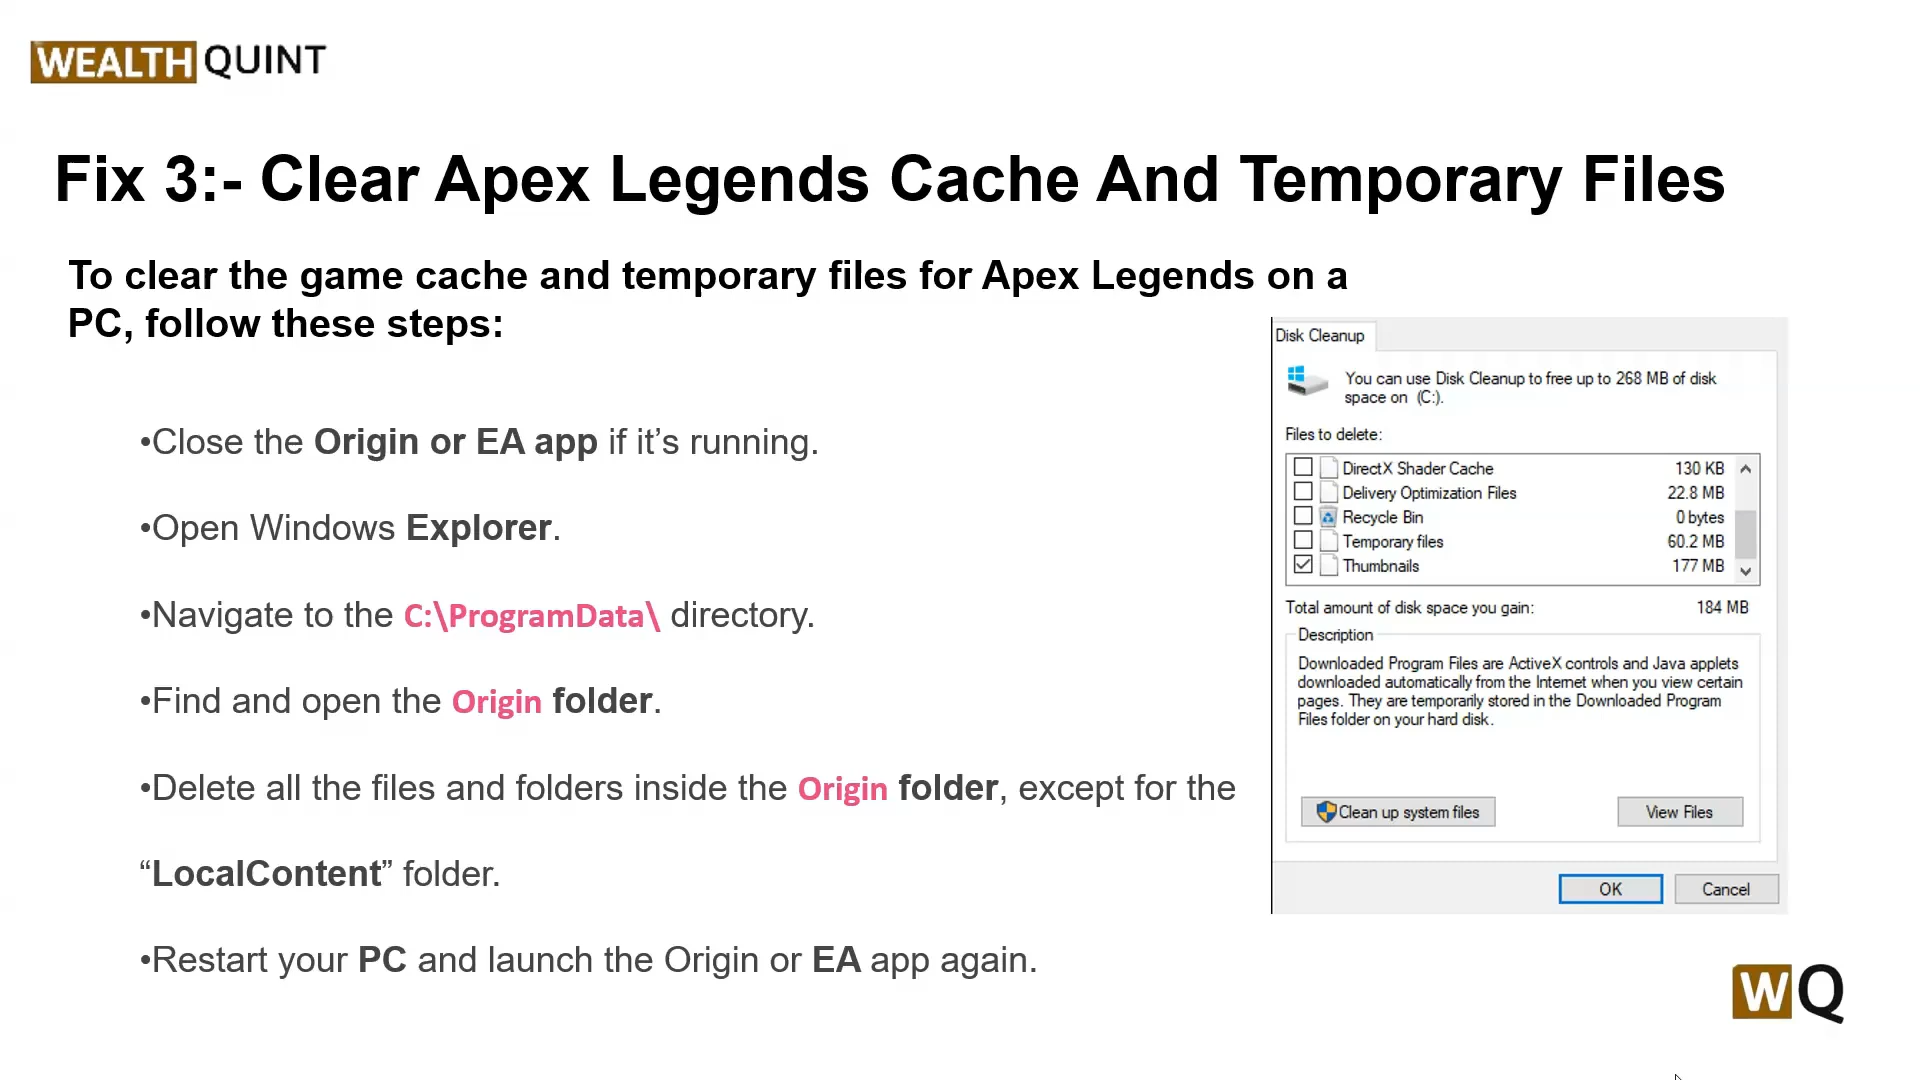 WEALTH QUINT
Fix 3:- Clear Apex Legends Cache And Temporary Files
To clear the game cache and temporary files for Apex Legends on a
PC, follow these steps:
•Close the Origin or EA app if it’s running.
•Open Windows Explorer.
•Navigate to the C:\ProgramData\ directory.
•Find and open the Origin folder.
•Delete all the files and folders inside the Origin folder, except for the
“LocalContent” folder.
•Restart your PC and launch the Origin or EA app again.
Disk Cleanup
You can use Disk Cleanup to free up to 268 MB of disk
space on (C:).
Files to delete:
DirectX Shader Cache 130 KB
Delivery Optimization Files 22.8 MB
Recycle Bin 0 bytes
Temporary files 60.2 MB
Thumbnails 177 MB
Total amount of disk space you gain: 184 MB
Description
Downloaded Program Files are ActiveX controls and Java applets
downloaded automatically from the Internet when you view certain
pages. They are temporarily stored in the Downloaded Program
Files folder on your hard disk.
Clean up system files View Files
OK Cancel
WQ